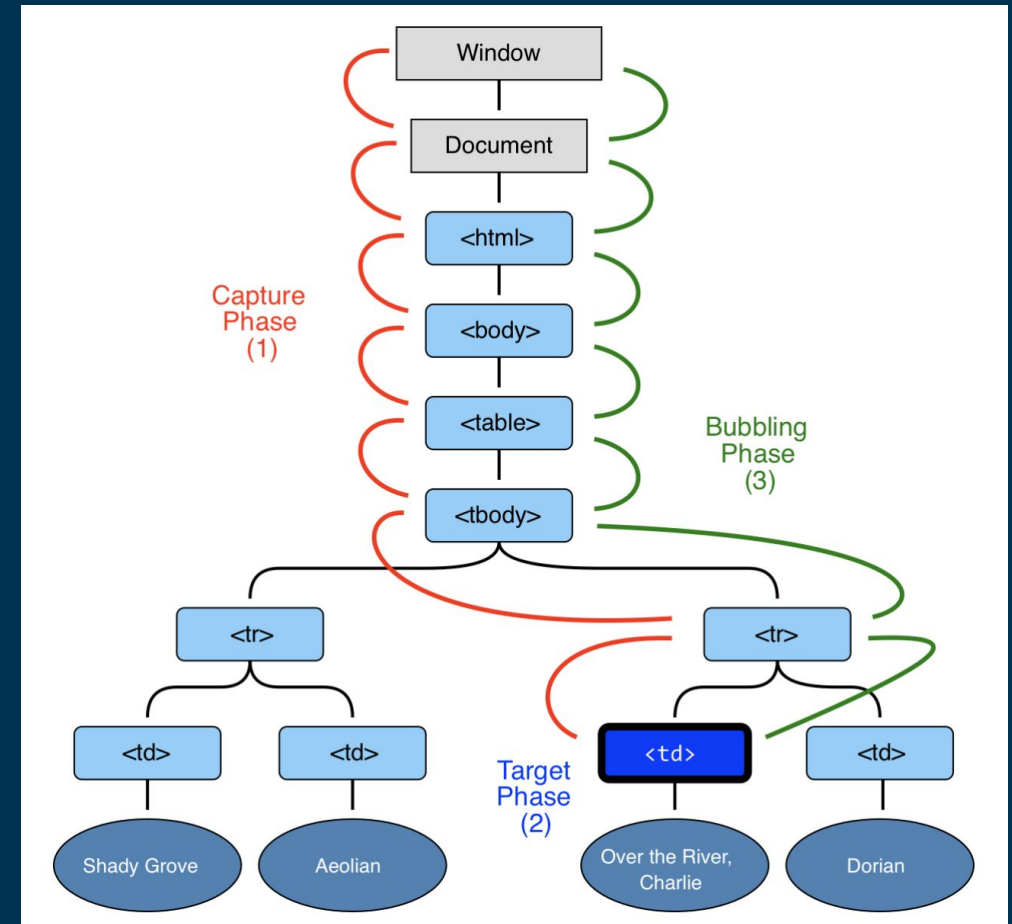 Window
Document
<html>
<body>
Capture
Phase
(1)
<table>
Bubbling
Phase
(3)
<tbody>
<tr>
<tr>
<td>
<td>
<td>
<td>
Target
Phase
(2)
Shady Grove
Aeolian
Over the River,
Charlie
Dorian